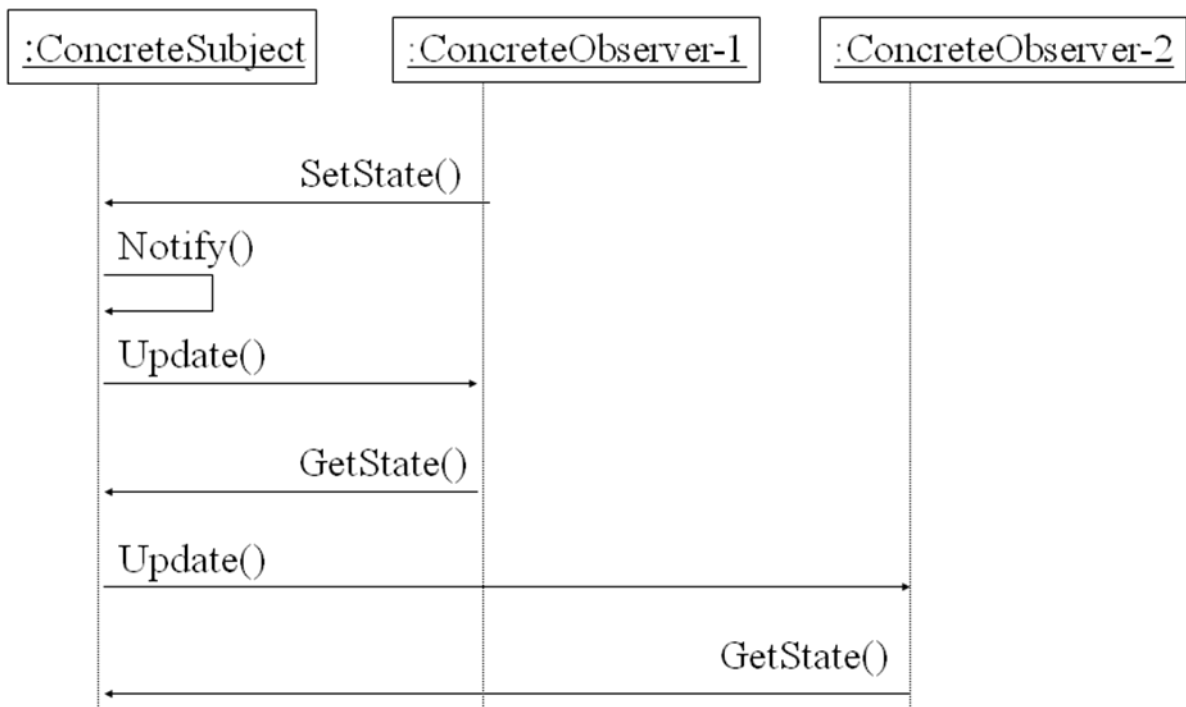 :ConcreteSubject
:ConcreteObserver-1
:ConcreteObserver-2
SetState()
Notify()
Update()
GetState()
Update()
GetState()